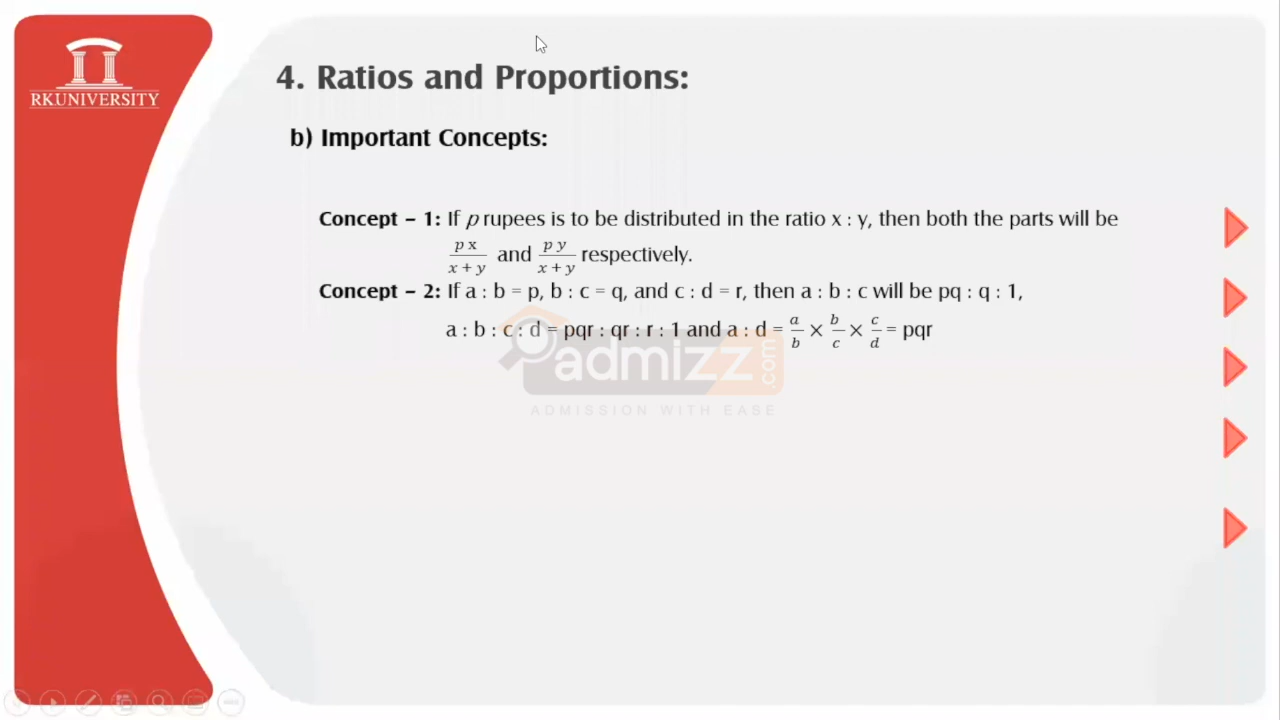 RKUNIVERSITY
4. Ratios and Proportions:
b) Important Concepts:
Concept – 1: If p rupees is to be distributed in the ratio x : y, then both the parts will be
p x / x + y and p y / x + y respectively.
Concept – 2: If a : b = p, b : c = q, and c : d = r, then a : b : c will be pq : q : 1,
a : b : c : d = pqr : qr : r : 1 and a : d = a/b × b/c × c/d = pqr
admizz.com
ADMISSION WITH EASE